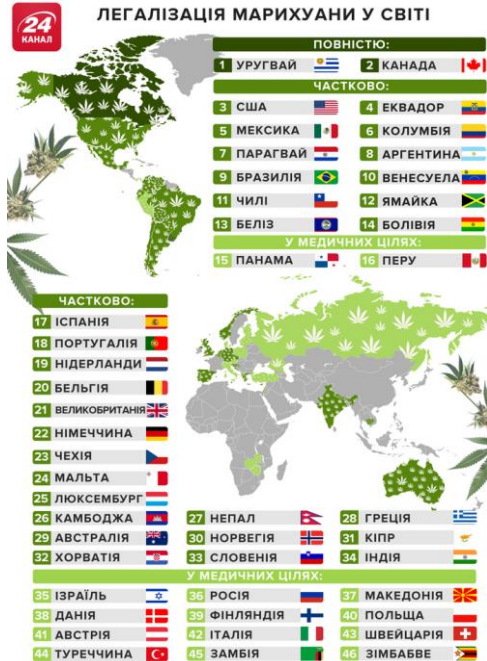 24
КАНАЛ
ЛЕГАЛІЗАЦІЯ МАРИХУАНИ У СВІТІ
ПОВНІСТЮ:
1 УРУГВАЙ 2 КАНАДА
ЧАСТКОВО:
3 США 4 ЕКВАДОР
5 МЕКСИКА 6 КОЛУМБІЯ
7 ПАРАГВАЙ 8 АРГЕНТИНА
9 БРАЗИЛІЯ 10 ВЕНЕСУЕЛА
11 ЧИЛІ 12 ЯМАЙКА
13 БЕЛІЗ 14 БОЛІВІЯ
У МЕДИЧНИХ ЦІЛЯХ:
15 ПАНАМА 16 ПЕРУ
ЧАСТКОВО:
17 ІСПАНІЯ
18 ПОРТУГАЛІЯ
19 НІДЕРЛАНДИ
20 БЕЛЬГІЯ
21 ВЕЛИКОБРИТАНІЯ
22 НІМЕЧЧИНА
23 ЧЕХІЯ
24 МАЛЬТА
25 ЛЮКСЕМБУРГ
26 КАМБОДЖА 27 НЕПАЛ 28 ГРЕЦІЯ
29 АВСТРАЛІЯ 30 НОРВЕГІЯ 31 КІПР
32 ХОРВАТІЯ 33 СЛОВЕНІЯ 34 ІНДІЯ
У МЕДИЧНИХ ЦІЛЯХ:
35 ІЗРАЇЛЬ 36 РОСІЯ 37 МАКЕДОНІЯ
38 ДАНІЯ 39 ФІНЛЯНДІЯ 40 ПОЛЬЩА
41 АВСТРІЯ 42 ІТАЛІЯ 43 ШВЕЙЦАРІЯ
44 ТУРЕЧЧИНА 45 ЗАМБІЯ 46 ЗІМБАБВЕ